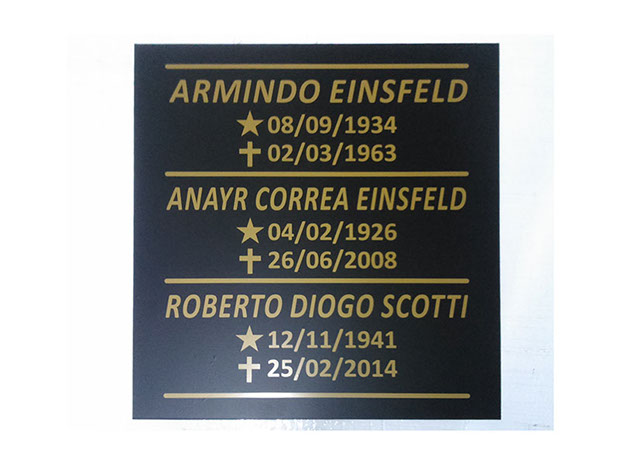 ARMINDO EINSFELD
★ 08/09/1934
✝ 02/03/1963
ANAYR CORREA EINSFELD
★ 04/02/1926
✝ 26/06/2008
ROBERTO DIOGO SCOTTI
★ 12/11/1941
✝ 25/02/2014